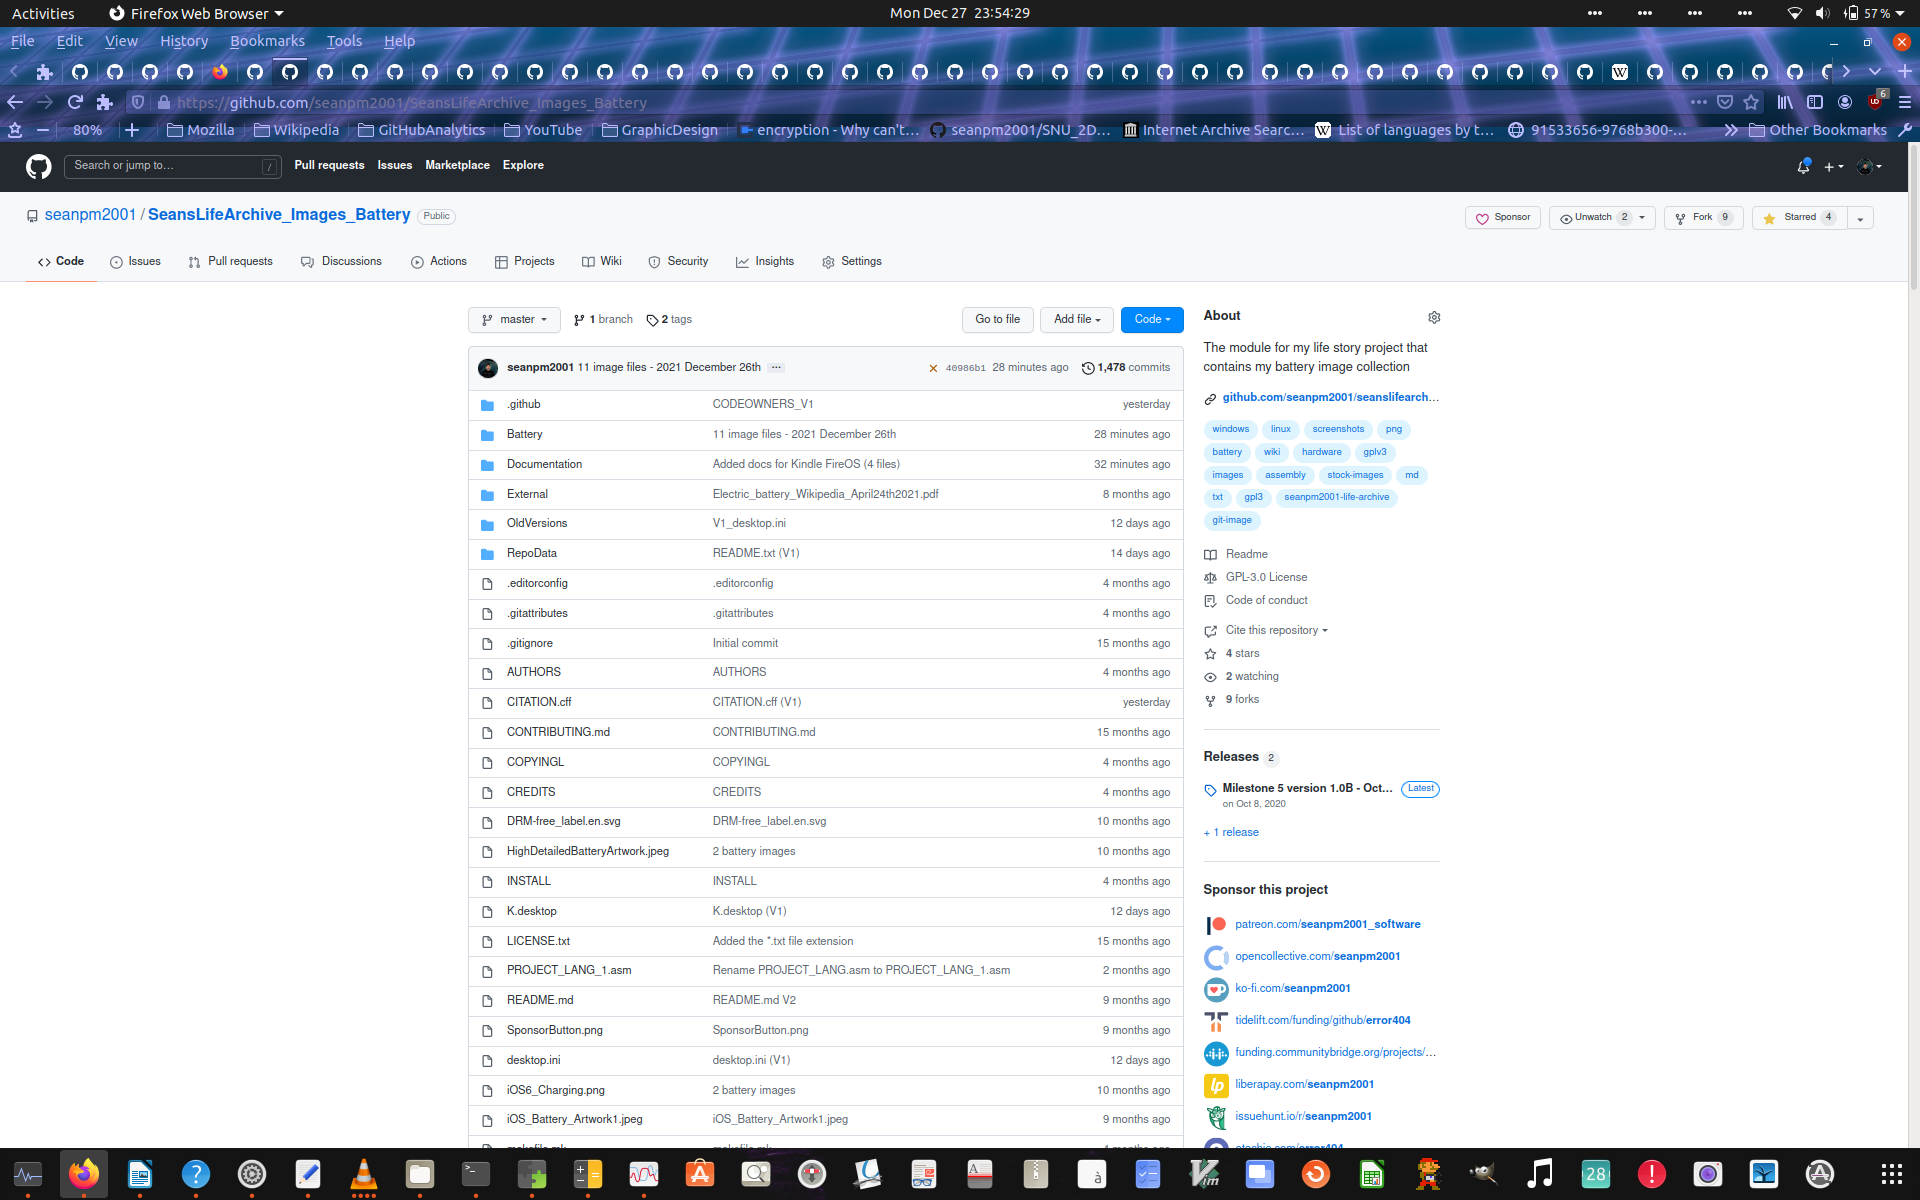 Activities
Firefox Web Browser
Mon Dec 27 23:54:29
57 %
File Edit View History Bookmarks Tools Help
https://github.com/seanpm2001/SeansLifeArchive_Images_Battery
6
80%
Mozilla
Wikipedia
GitHubAnalytics
YouTube
GraphicDesign
encryption - Why can't…
seanpm2001/SNU_2D…
Internet Archive Searc…
List of languages by t…
91533656-9768b300-…
Other Bookmarks
Search or jump to…
/
Pull requests Issues Marketplace Explore
seanpm2001 / SeansLifeArchive_Images_Battery
Public
Sponsor
Unwatch 2
Fork 9
Starred 4
Code
Issues
Pull requests
Discussions
Actions
Projects
Wiki
Security
Insights
Settings
master
1 branch
2 tags
Go to file
Add file
Code
seanpm2001 11 image files - 2021 December 26th
40986b1 28 minutes ago
1,478 commits
.github CODEOWNERS_V1 yesterday
Battery 11 image files - 2021 December 26th 28 minutes ago
Documentation Added docs for Kindle FireOS (4 files) 32 minutes ago
External Electric_battery_Wikipedia_April24th2021.pdf 8 months ago
OldVersions V1_desktop.ini 12 days ago
RepoData README.txt (V1) 14 days ago
.editorconfig .editorconfig 4 months ago
.gitattributes .gitattributes 4 months ago
.gitignore Initial commit 15 months ago
AUTHORS AUTHORS 4 months ago
CITATION.cff CITATION.cff (V1) yesterday
CONTRIBUTING.md CONTRIBUTING.md 15 months ago
COPYINGL COPYINGL 4 months ago
CREDITS CREDITS 4 months ago
DRM-free_label.en.svg DRM-free_label.en.svg 10 months ago
HighDetailedBatteryArtwork.jpeg 2 battery images 10 months ago
INSTALL INSTALL 4 months ago
K.desktop K.desktop (V1) 12 days ago
LICENSE.txt Added the *.txt file extension 15 months ago
PROJECT_LANG_1.asm Rename PROJECT_LANG.asm to PROJECT_LANG_1.asm 2 months ago
README.md README.md V2 9 months ago
SponsorButton.png SponsorButton.png 9 months ago
desktop.ini desktop.ini (V1) 12 days ago
iOS6_Charging.png 2 battery images 10 months ago
iOS_Battery_Artwork1.jpeg iOS_Battery_Artwork1.jpeg 9 months ago
About
The module for my life story project that
contains my battery image collection
github.com/seanpm2001/seanslifearch…
windows linux screenshots png
battery wiki hardware gplv3
images assembly stock-images md
txt gpl3 seanpm2001-life-archive
git-image
Readme
GPL-3.0 License
Code of conduct
Cite this repository
4 stars
2 watching
9 forks
Releases 2
Milestone 5 version 1.0B - Oct…
Latest
on Oct 8, 2020
+ 1 release
Sponsor this project
patreon.com/seanpm2001_software
opencollective.com/seanpm2001
ko-fi.com/seanpm2001
tidelift.com/funding/github/error404
funding.communitybridge.org/projects/…
liberapay.com/seanpm2001
issuehunt.io/r/seanpm2001
28